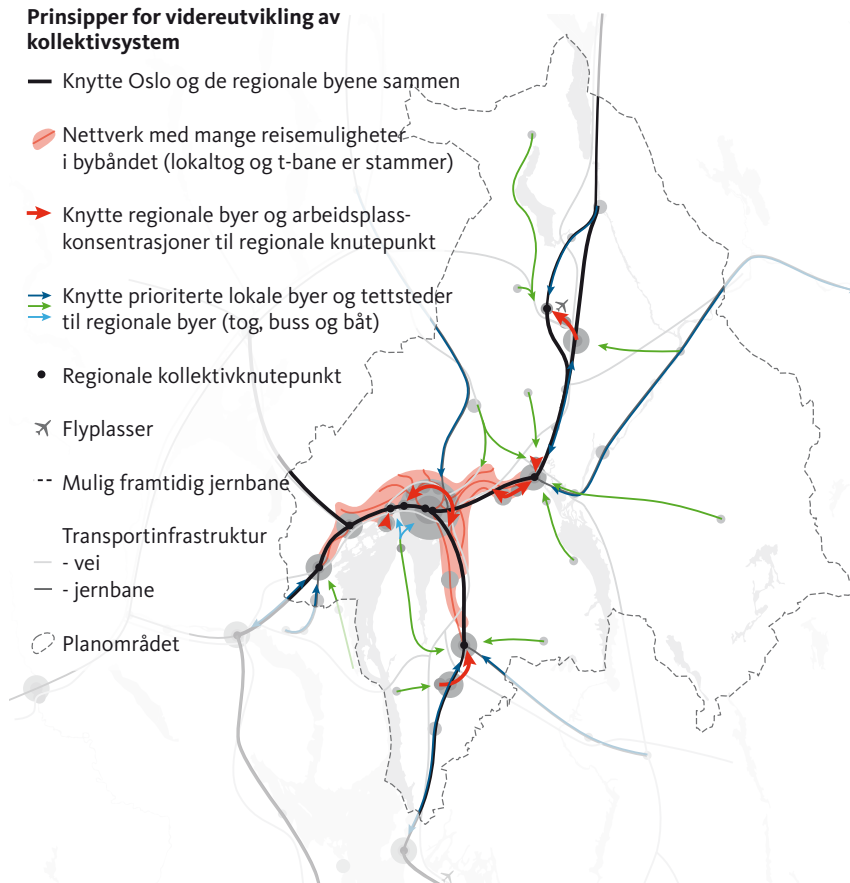 Prinsipper for videreutvikling av
kollektivsystem
Knytte Oslo og de regionale byene sammen
Nettverk med mange reisemuligheter
i bybåndet (lokaltog og t-bane er stammer)
Knytte regionale byer og arbeidsplass-
konsentrasjoner til regionale knutepunkt
Knytte prioriterte lokale byer og tettsteder
til regionale byer (tog, buss og båt)
Regionale kollektivknutepunkt
Flyplasser
Mulig framtidig jernbane
Transportinfrastruktur
- vei
- jernbane
Planområdet